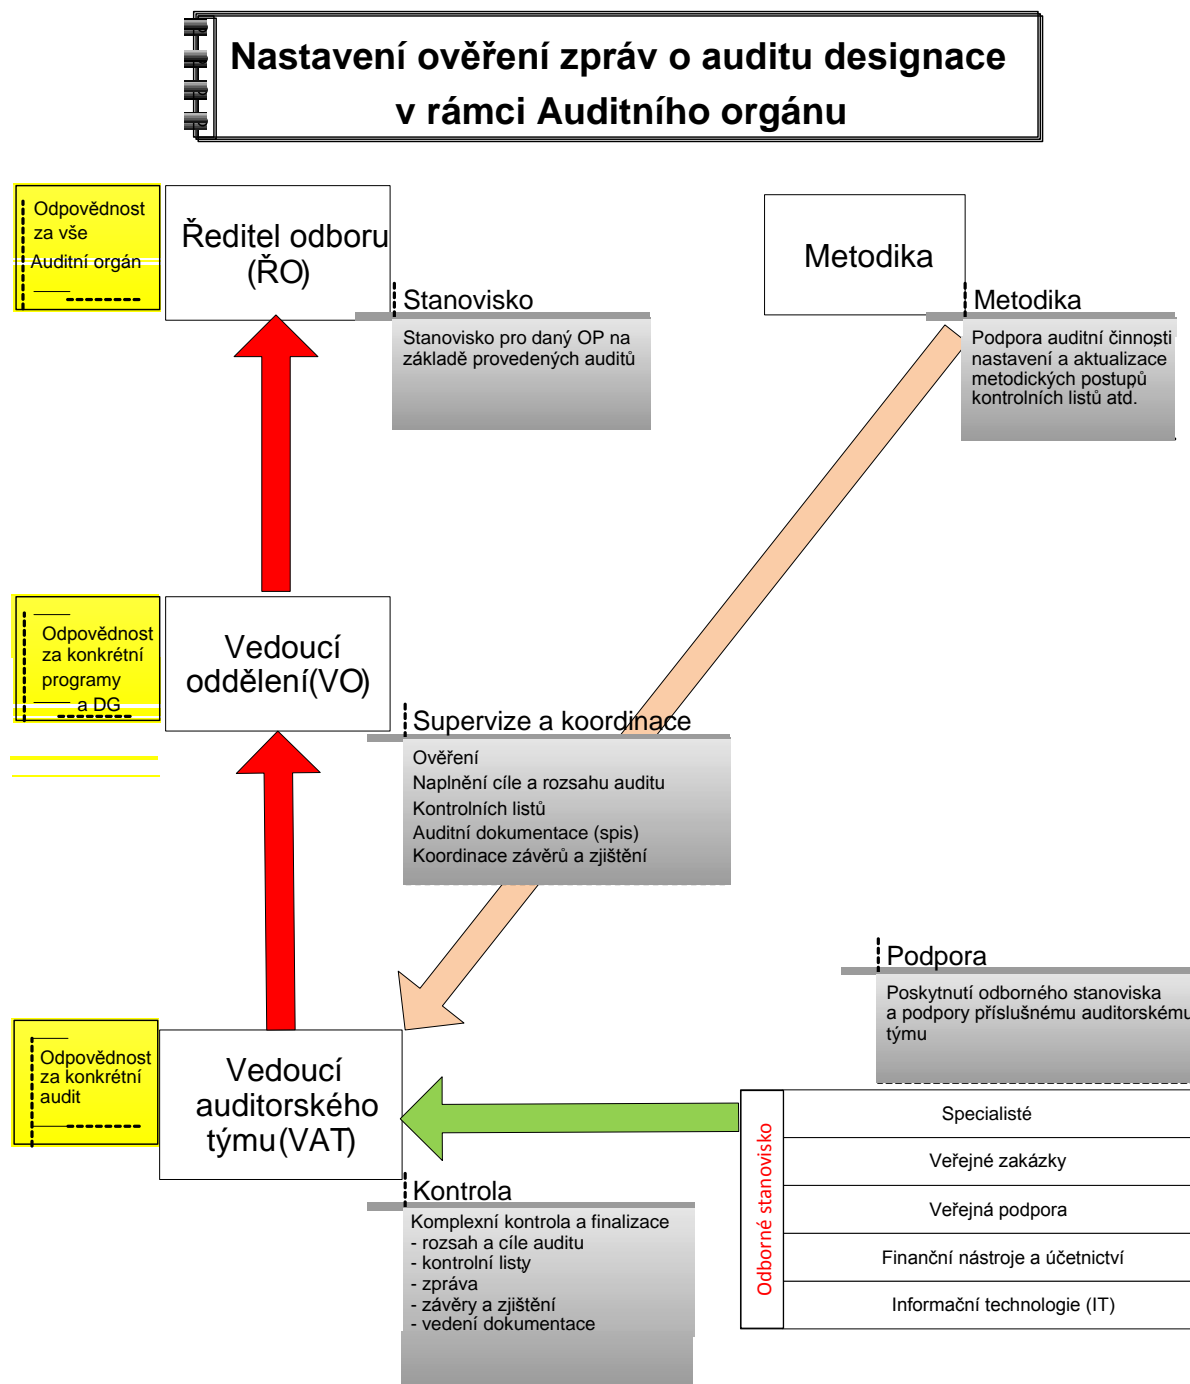 Nastavení ověření zpráv o auditu designace
v rámci Auditního orgánu
Odpovědnost
za vše
Auditní orgán
Ředitel odboru
(ŘO)
Stanovisko
Stanovisko pro daný OP na
základě provedených auditů
Metodika
Metodika
Podpora auditní činnosti
nastavení a aktualizace
metodických postupů,
kontrolních listů atd.
Odpovědnost
za konkrétní
programy
a DG
Vedoucí
oddělení(VO)
Supervize a koordinace
Ověření
Naplnění cíle a rozsahu auditu
Kontrolních listů
Auditní dokumentace (spis)
Koordinace závěrů a zjištění
Podpora
Poskytnutí odborného stanoviska
a podpory příslušnému auditorskému
týmu
Odpovědnost
za konkrétní
audit
Vedoucí
auditorského
týmu(VAT)
Kontrola
Komplexní kontrola a finalizace
- rozsah a cíle auditu
- kontrolní listy
- zpráva
- závěry a zjištění
- vedení dokumentace
Odborné stanovisko
Specialisté
Veřejné zakázky
Veřejná podpora
Finanční nástroje a účetnictví
Informační technologie (IT)